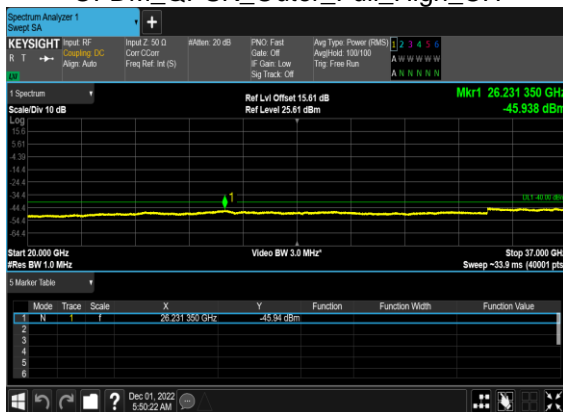 Spectrum Analyzer 1
Swept SA
+
KEYSIGHT Input: RF Input Z: 50 Ω #Atten: 20 dB PNO: Fast Avg Type: Power (RMS) 1 2 3 4 5 6
R T Coupling: DC Corr CCorr Gate: Off Avg|Hold: 100/100 A W W W W W
Align: Auto Freq Ref: Int (S) IF Gain: Low Trig: Free Run
LU Sig Track: Off A N N N N N
1 Spectrum Ref Lvl Offset 15.61 dB Mkr1 26.231 350 GHz
Scale/Div 10 dB Ref Level 25.61 dBm -45.938 dBm
Log
15.6
5.61
-4.39
-14.4
-24.4
-34.4 1 DL1 -40.00 dBm
-44.4
-54.4
-64.4
Start 20.000 GHz Video BW 3.0 MHz* Stop 37.000 GHz
#Res BW 1.0 MHz Sweep ~33.9 ms (40001 pts)
5 Marker Table
Mode Trace Scale X Y Function Function Width Function Value
1 N 1 f 26.231 350 GHz -45.94 dBm
2
3
4
5
6
? Dec 01, 2022
5:50:22 AM